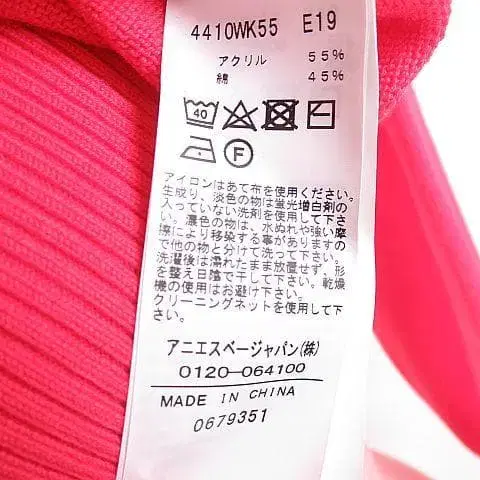 4410WK55 E19
アクリル 55%
綿 45%
40
F
アイロンはあて布を使用ください。
生成り、淡色の物は蛍光増白剤の
入っていない洗剤を使用して下さ
い。濃色の物は、水ぬれや強い摩
擦により移染する事がありますの
で他の物と分けて洗って下さい。
洗濯後は濡れたまま放置せず、形
を整え日陰で干して下さい。乾燥
機の使用はお避け下さい。
クリーニングネットを使用して下
さい。
アニエスベージャパン(株)
0120-064100
MADE IN CHINA
0679351